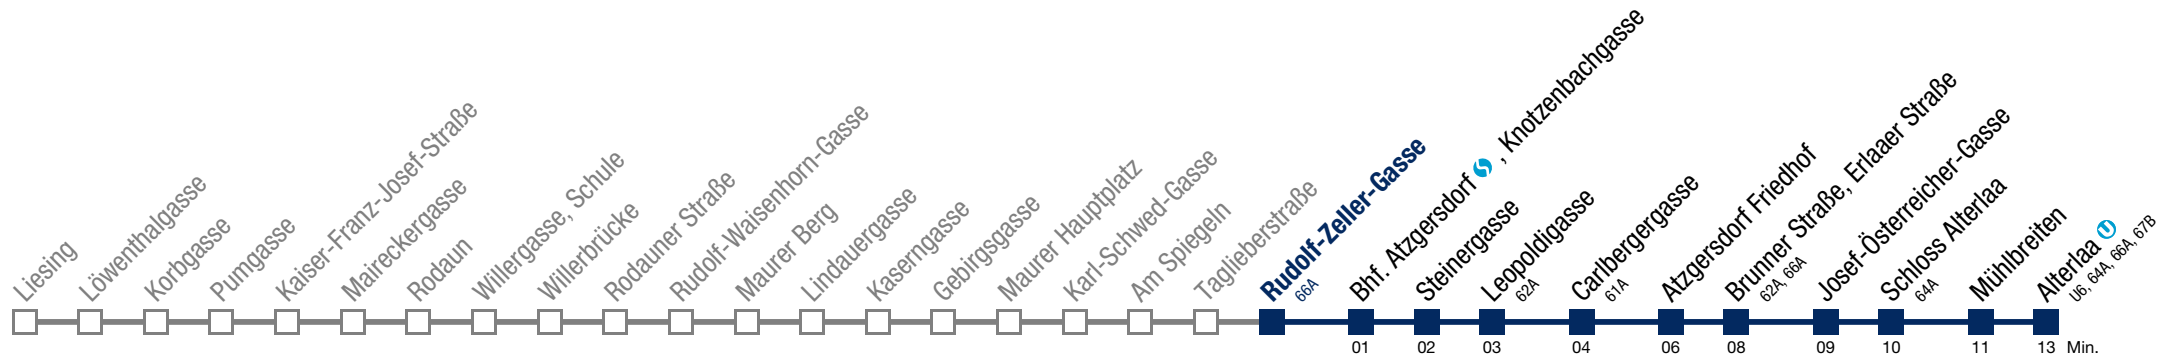 Liesing
Löwenthalgasse
Korbgasse
Pumgasse
Kaiser-Franz-Josef-Straße
Maireckergasse
Rodaun
Willergasse, Schule
Willerbrücke
Rodauner Straße
Rudolf-Waisenhorn-Gasse
Maurer Berg
Lindauergasse
Kaserngasse
Gebirgsgasse
Maurer Hauptplatz
Karl-Schwed-Gasse
Am Spiegeln
Taglieberstraße
Rudolf-Zeller-Gasse
66A
Bhf. Atzgersdorf S, Knotzenbachgasse
Steinergasse
Leopoldigasse
62A
Carlbergergasse
61A
Atzgersdorf Friedhof
Brunner Straße, Erlaaer Straße
62A, 66A
Josef-Österreicher-Gasse
Schloss Alterlaa
64A
Mühlbreiten
Alterlaa U
U6, 64A, 66A, 67B
01 02 03 04 06 08 09 10 11 13 Min.